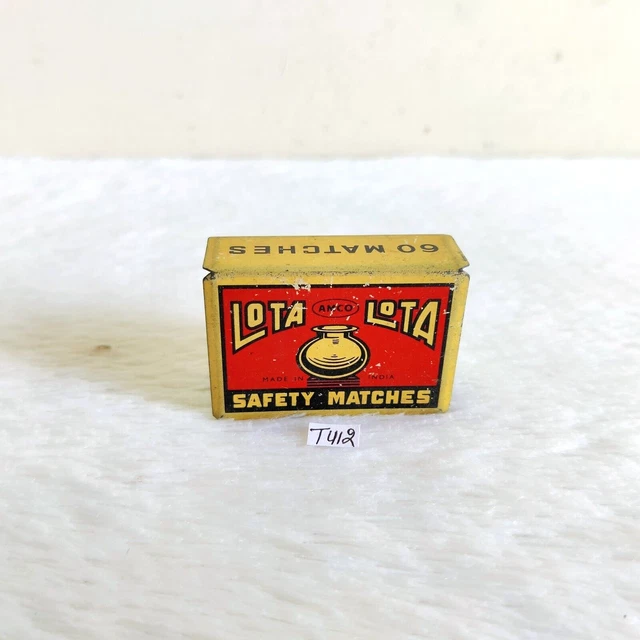 60 MATCHES
LOTA AMCO LOTA
MADE IN INDIA
SAFETY MATCHES
T412